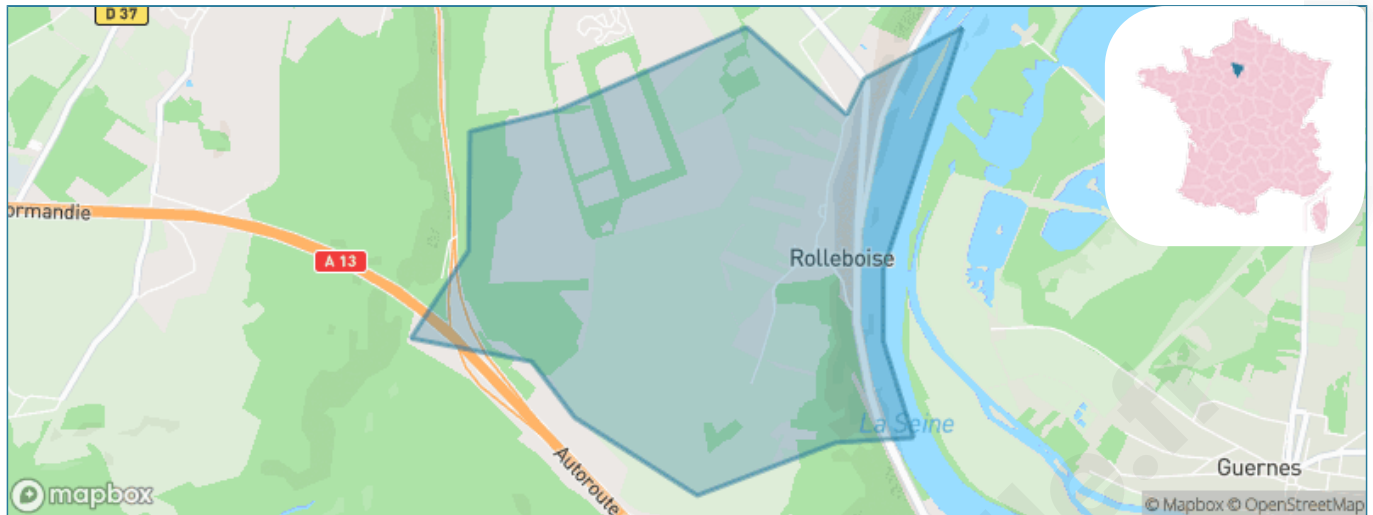 D 37
ormandie
A 13
Rolleboise
La Seine
Autoroute
Guernes
mapbox
© Mapbox © OpenStreetMap